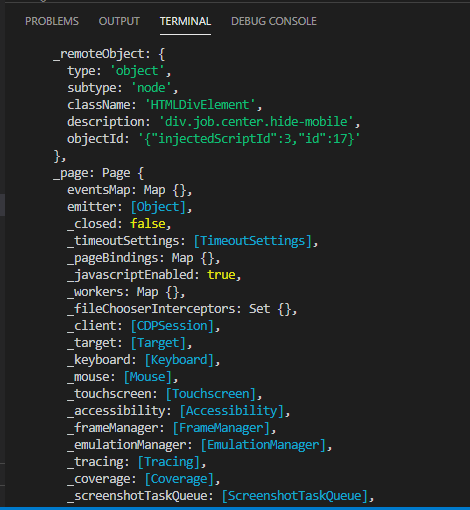 PROBLEMS OUTPUT TERMINAL DEBUG CONSOLE
_remoteObject: {
type: 'object',
subtype: 'node',
className: 'HTMLDivElement',
description: 'div.job.center.hide-mobile',
objectId: '{"injectedScriptId":3,"id":17}'
},
_page: Page {
eventsMap: Map {},
emitter: [Object],
_closed: false,
_timeoutSettings: [TimeoutSettings],
_pageBindings: Map {},
_javascriptEnabled: true,
_workers: Map {},
_fileChooserInterceptors: Set {},
_client: [CDPSession],
_target: [Target],
_keyboard: [Keyboard],
_mouse: [Mouse],
_touchscreen: [Touchscreen],
_accessibility: [Accessibility],
_frameManager: [FrameManager],
_emulationManager: [EmulationManager],
_tracing: [Tracing],
_coverage: [Coverage],
_screenshotTaskQueue: [ScreenshotTaskQueue],